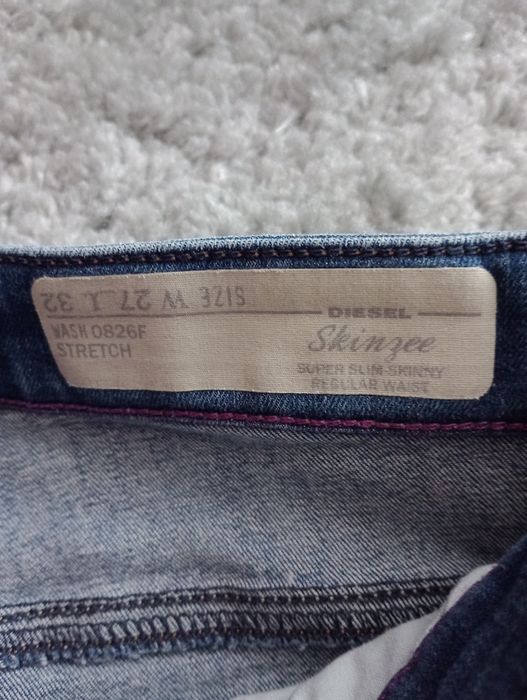 SIZE W 27 L 32
WASH 0826F
STRETCH
DIESEL
Skinzee
SUPER SLIM-SKINNY
REGULAR WAIST